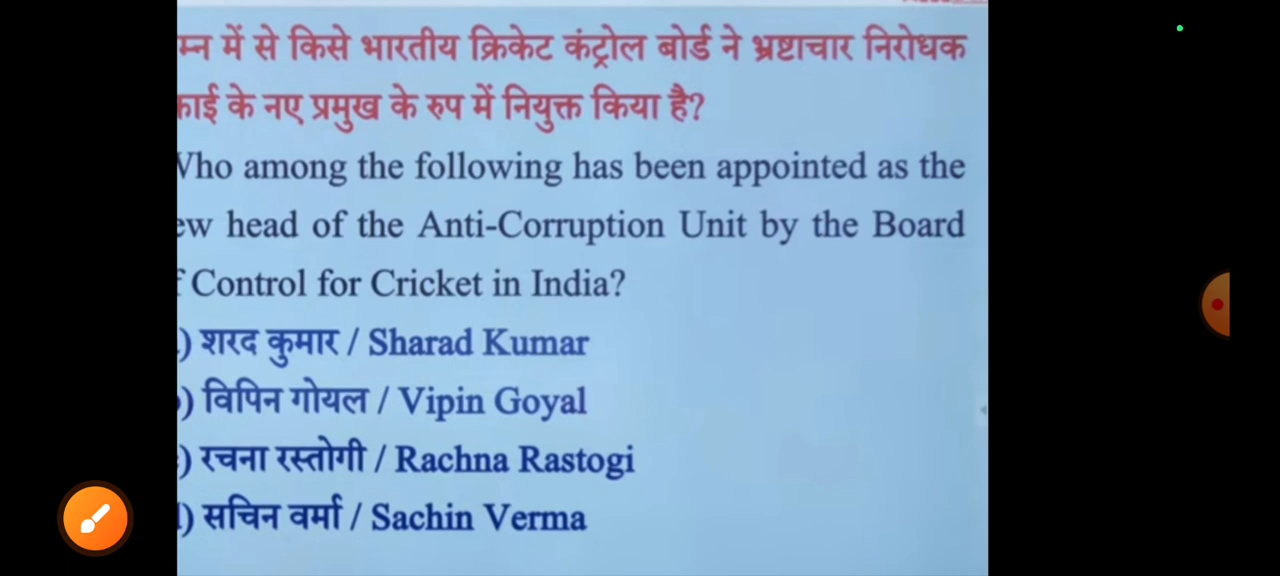 में से किसे भारतीय क्रिकेट कंट्रोल बोर्ड ने भ्रष्टाचार निरोधक
के नए प्रमुख के रुप में नियुक्त किया है?
among the following has been appointed as the
head of the Anti-Corruption Unit by the Board
Control for Cricket in India?
) शरद कुमार / Sharad Kumar
) विपिन गोयल / Vipin Goyal
) रचना रस्तोगी / Rachna Rastogi
) सचिन वर्मा / Sachin Verma